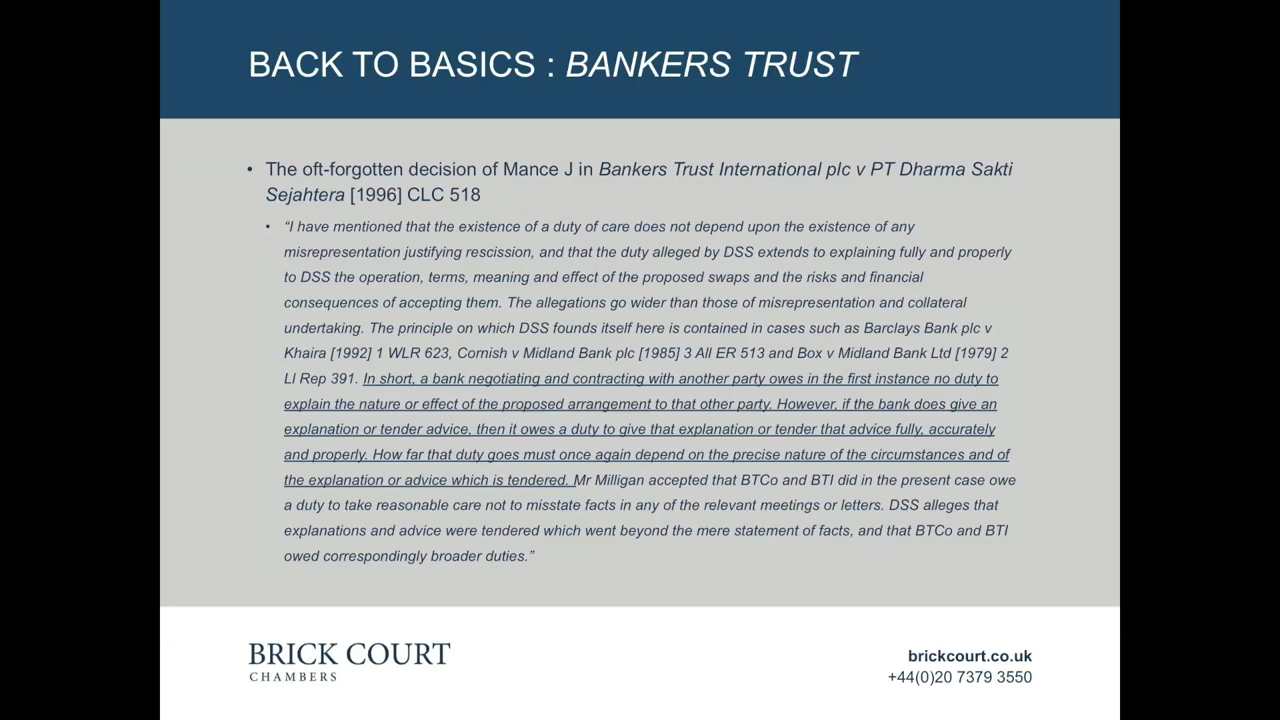 BACK TO BASICS : BANKERS TRUST
• The oft-forgotten decision of Mance J in Bankers Trust International plc v PT Dharma Sakti
Sejahtera [1996] CLC 518
• “I have mentioned that the existence of a duty of care does not depend upon the existence of any
misrepresentation justifying rescission, and that the duty alleged by DSS extends to explaining fully and properly
to DSS the operation, terms, meaning and effect of the proposed swaps and the risks and financial
consequences of accepting them. The allegations go wider than those of misrepresentation and collateral
undertaking. The principle on which DSS founds itself here is contained in cases such as Barclays Bank plc v
Khaira [1992] 1 WLR 623, Cornish v Midland Bank plc [1985] 3 All ER 513 and Box v Midland Bank Ltd [1979] 2
Ll Rep 391. In short, a bank negotiating and contracting with another party owes in the first instance no duty to
explain the nature or effect of the proposed arrangement to that other party. However, if the bank does give an
explanation or tender advice, then it owes a duty to give that explanation or tender that advice fully, accurately
and properly. How far that duty goes must once again depend on the precise nature of the circumstances and of
the explanation or advice which is tendered. Mr Milligan accepted that BTCo and BTI did in the present case owe
a duty to take reasonable care not to misstate facts in any of the relevant meetings or letters. DSS alleges that
explanations and advice were tendered which went beyond the mere statement of facts, and that BTCo and BTI
owed correspondingly broader duties.”
BRICK COURT
CHAMBERS
brickcourt.co.uk
+44(0)20 7379 3550